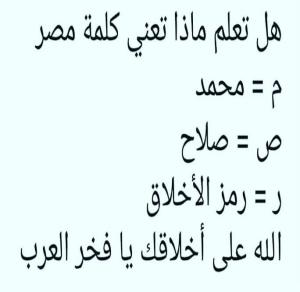 هل تعلم ماذا تعني كلمة مصر
م = محمد
ص = صلاح
ر = رمز الأخلاق
الله على أخلاقك يا فخر العرب